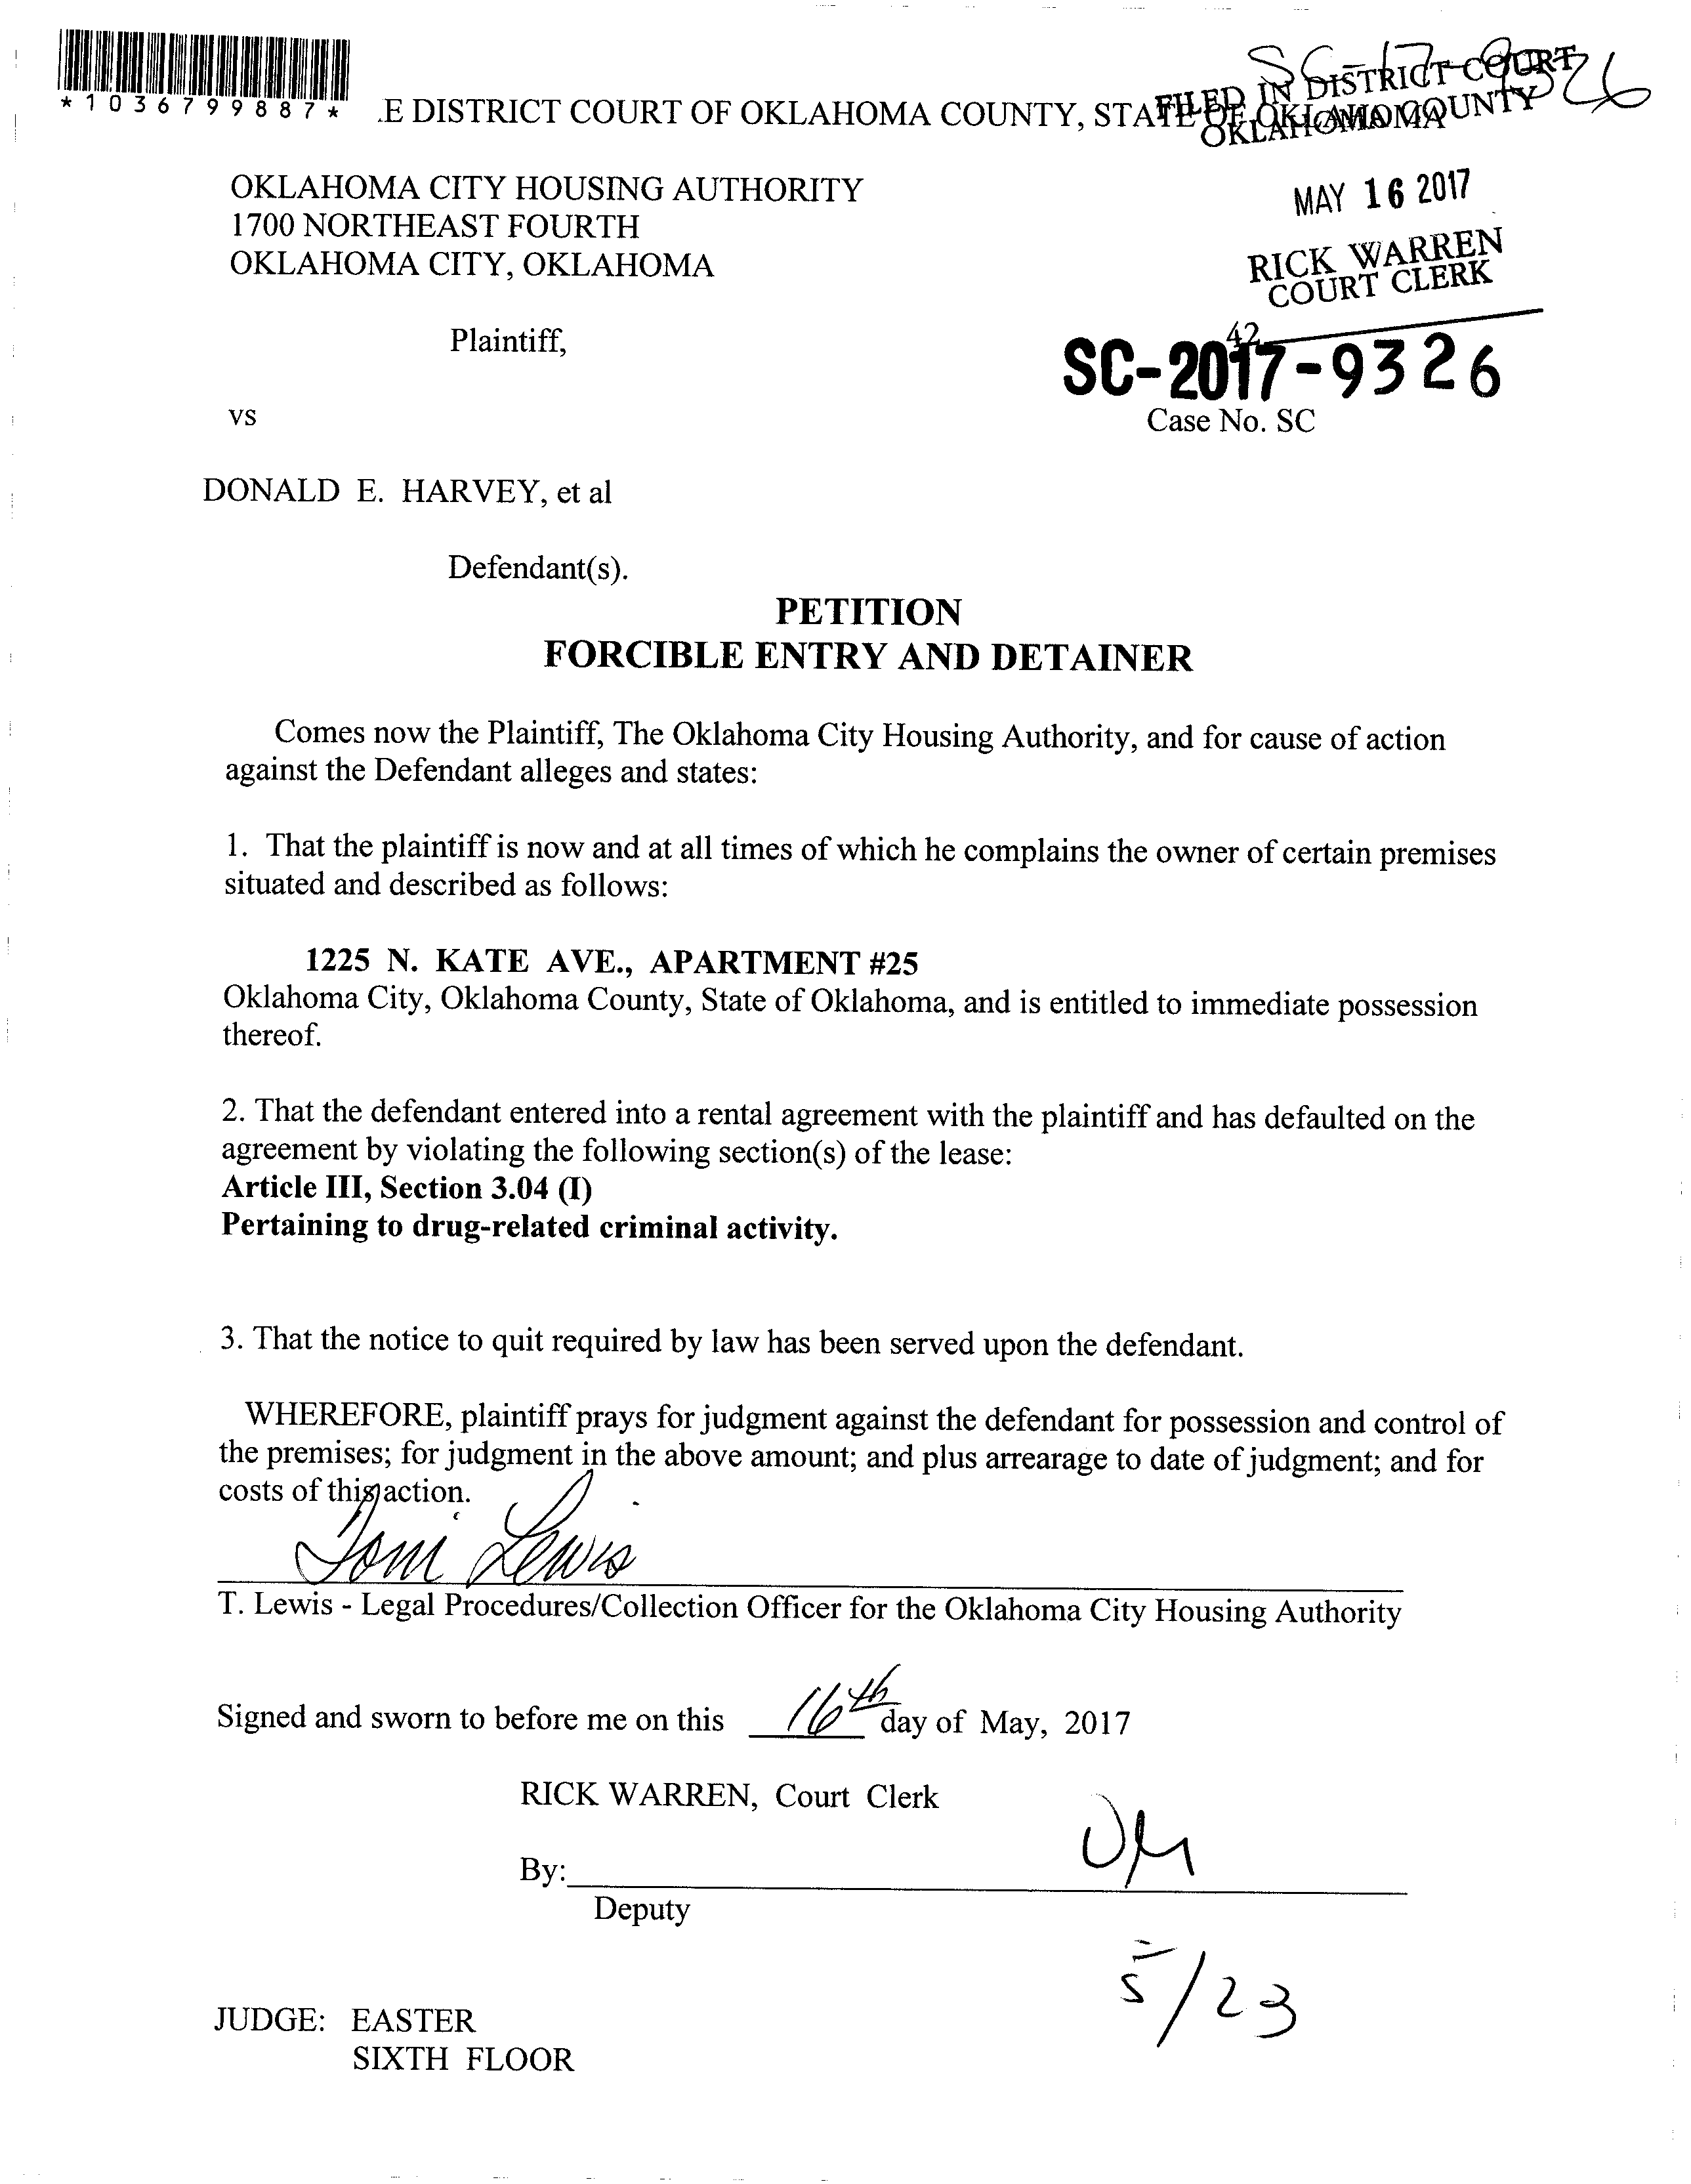 SC-17-9326
*1036799887*
E DISTRICT COURT OF OKLAHOMA COUNTY, STATE OF OKLAHOMA
FILED IN DISTRICT COURT
OKLAHOMA COUNTY
OKLAHOMA CITY HOUSING AUTHORITY
1700 NORTHEAST FOURTH
OKLAHOMA CITY, OKLAHOMA
MAY 16 2017
RICK WARREN
COURT CLERK
42
Plaintiff,
SC-2017-9326
vs
Case No. SC
DONALD E. HARVEY, et al
Defendant(s).
PETITION
FORCIBLE ENTRY AND DETAINER
Comes now the Plaintiff, The Oklahoma City Housing Authority, and for cause of action
against the Defendant alleges and states:
1. That the plaintiff is now and at all times of which he complains the owner of certain premises
situated and described as follows:
1225 N. KATE AVE., APARTMENT #25
Oklahoma City, Oklahoma County, State of Oklahoma, and is entitled to immediate possession
thereof.
2. That the defendant entered into a rental agreement with the plaintiff and has defaulted on the
agreement by violating the following section(s) of the lease:
Article III, Section 3.04 (I)
Pertaining to drug-related criminal activity.
3. That the notice to quit required by law has been served upon the defendant.
WHEREFORE, plaintiff prays for judgment against the defendant for possession and control of
the premises; for judgment in the above amount; and plus arrearage to date of judgment; and for
costs of this action.
Toni Lewis
T. Lewis - Legal Procedures/Collection Officer for the Oklahoma City Housing Authority
Signed and sworn to before me on this 16th day of May, 2017
RICK WARREN, Court Clerk
By:
Deputy
5/23
JUDGE: EASTER
SIXTH FLOOR